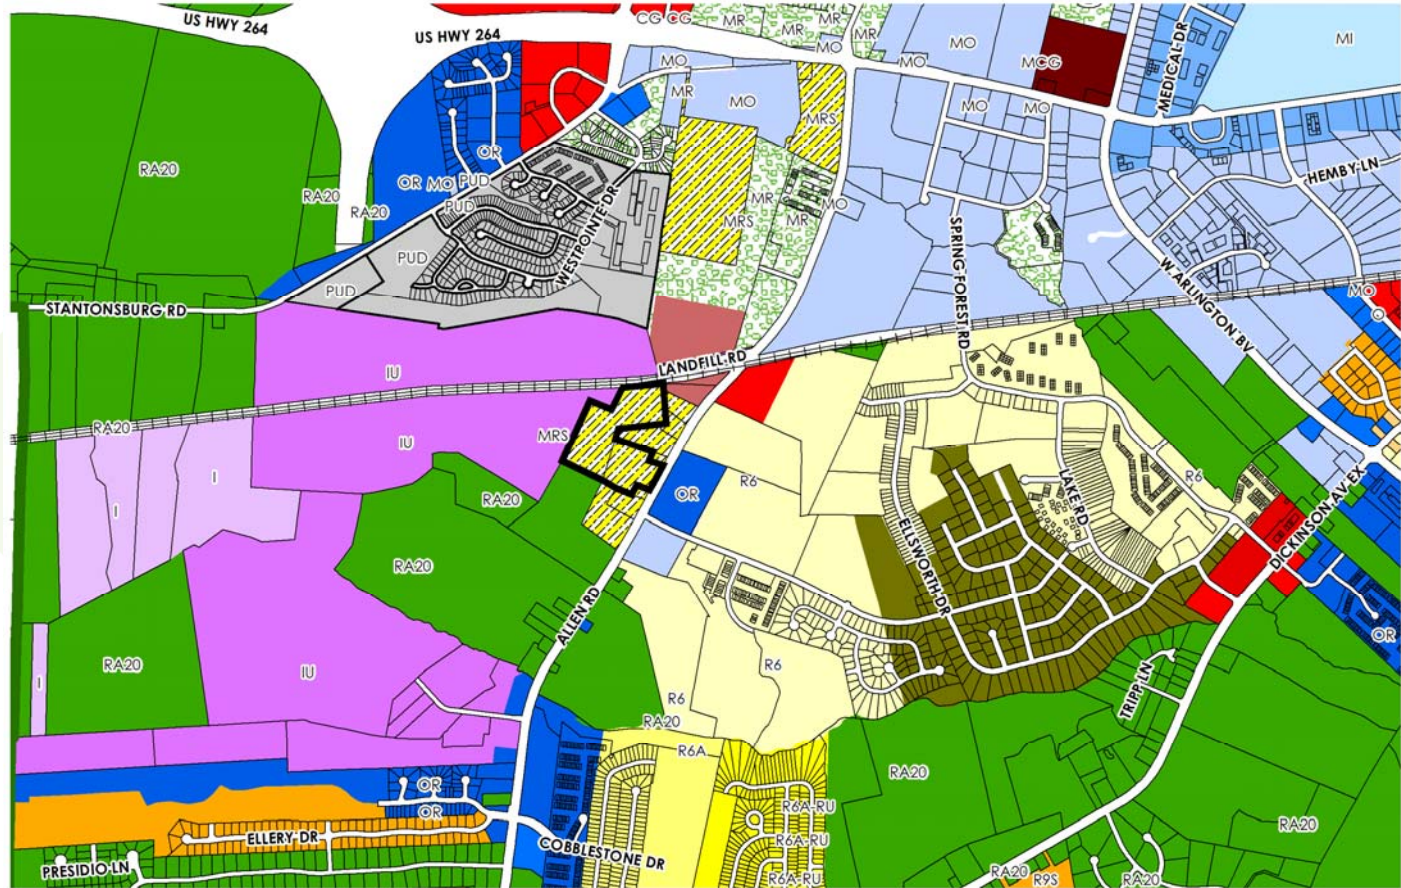 US HWY 264
US HWY 264
CG CG
MR
MR
MR
MR
MO
MO
MO
MO
MCG
MEDICAL DR
MI
MO
MR
MO
MRS
MO
MO
RA20
RA20
RA20
OR
OR MO PUD
PUD
PUD
PUD
WESTPOINTE DR
MR
MRS
MR
MO
SPRING FOREST RD
HEMBY LN
W ARLINGTON BV
MO
O
STANTONSBURG RD
LANDFILL RD
IU
RA20
IU
MRS
I
I
RA20
OR
R6
R6
LAKE RD
ELLSWORTH DR
DICKINSON AV EX
OR
RA20
ALLEN RD
RA20
I
IU
R6
R6
RA20
TRIPP LN
R6A
RA20
OR
OR
R6A-RU
R6A-RU
R6A-RU
RA20
ELLERY DR
COBBLESTONE DR
PRESIDIO LN
RA20
R9S
RA20